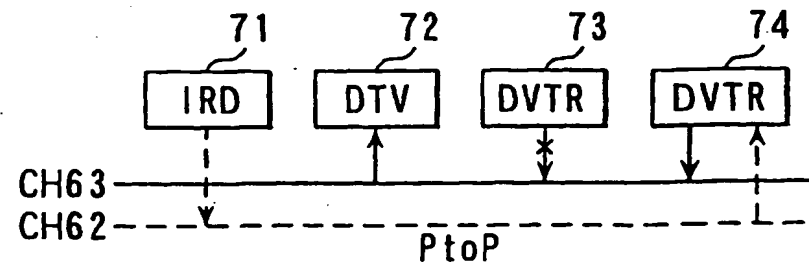 71 72 73 74
IRD DTV DVTR DVTR
CH63
CH62
PtoP